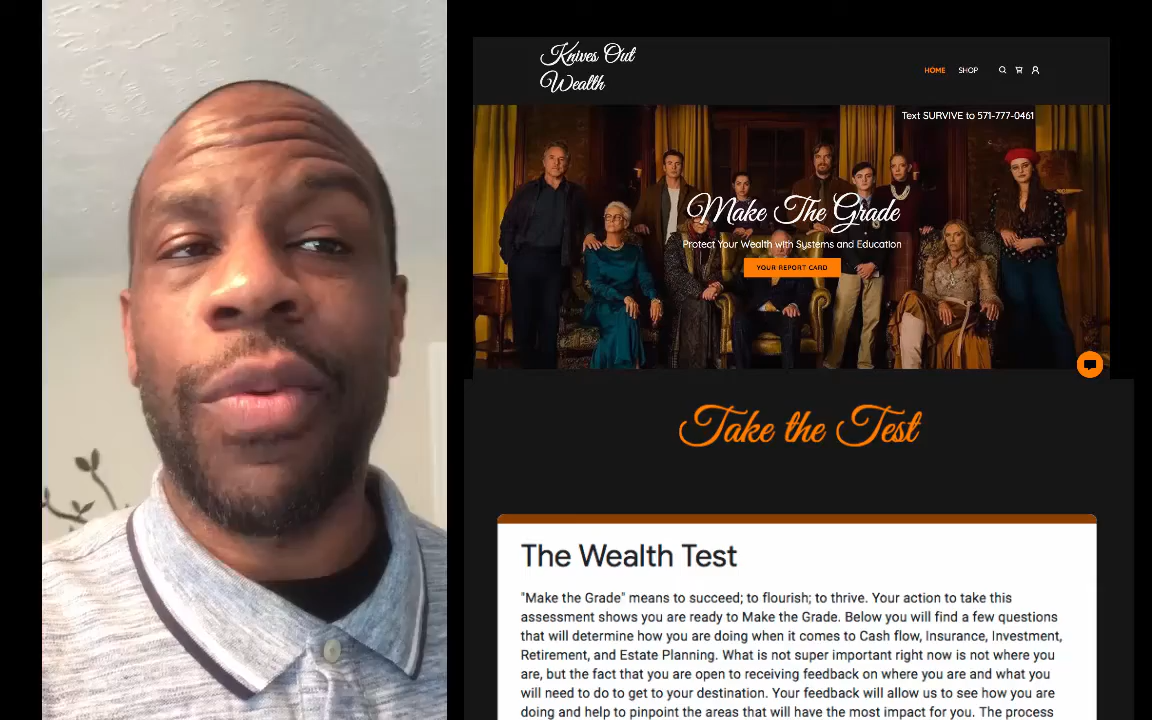 Knives Out
Wealth
HOME SHOP
Text SURVIVE to 571-777-0461
Make The Grade
Protect Your Wealth with Systems and Education
YOUR REPORT CARD
Take the Test
The Wealth Test
"Make the Grade" means to succeed; to flourish; to thrive. Your action to take this
assessment shows you are ready to Make the Grade. Below you will find a few questions
that will determine how you are doing when it comes to Cash flow, Insurance, Investment,
Retirement, and Estate Planning. What is not super important right now is not where you
are, but the fact that you are open to receiving feedback on where you are and what you
will need to do to get to your destination. Your feedback will allow us to see how you are
doing and help to pinpoint the areas that will have the most impact for you. The process